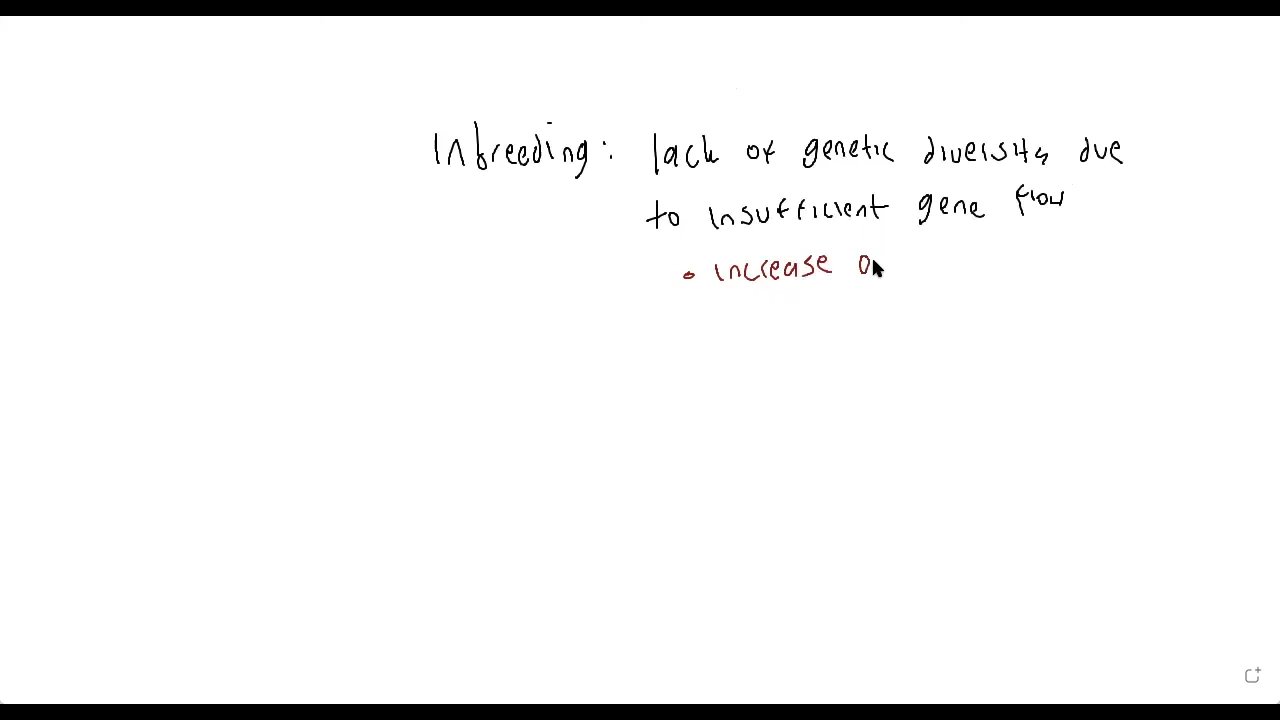 Inbreeding: lack of genetic diversity due
to insufficient gene flow
• increase o